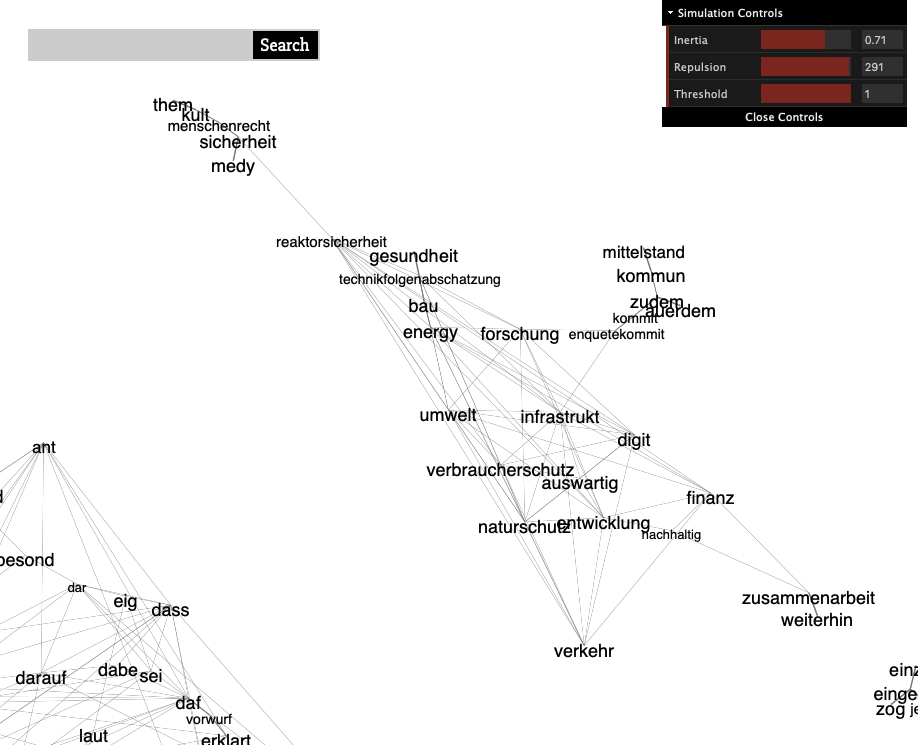 Simulation Controls
Inertia
0.71
Repulsion
291
Threshold
1
Close Controls
Search
them
kult
menschenrecht
sicherheit
medy
reaktorsicherheit
gesundheit
technikfolgenabschatzung
bau
energy
forschung
mittelstand
kommun
zudem
auerdem
kommit
enquetekommit
umwelt
infrastrukt
digit
verbraucherschutz
auswartig
finanz
naturschutz
entwicklung
nachhaltig
zusammenarbeit
weiterhin
verkehr
ant
d
besond
dar
eig
dass
darauf
dabe
sei
daf
vorwurf
laut
erklart
einz
einge
zog
je